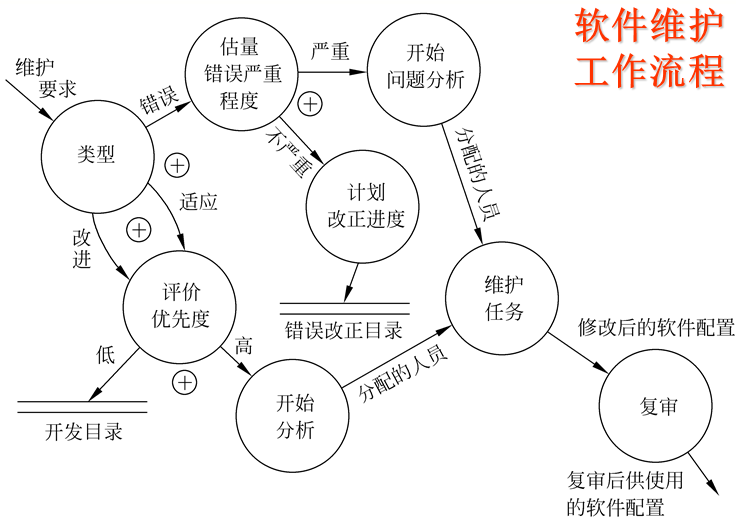 软件维护
工作流程
维护
要求
类型
错误
估量
错误严重
程度
严重
开始
问题分析
不严重
计划
改正进度
错误改正目录
分配的人员
适应
改
进
评价
优先度
低
开发目录
高
开始
分析
分配的人员
维护
任务
修改后的软件配置
复审
复审后供使用
的软件配置